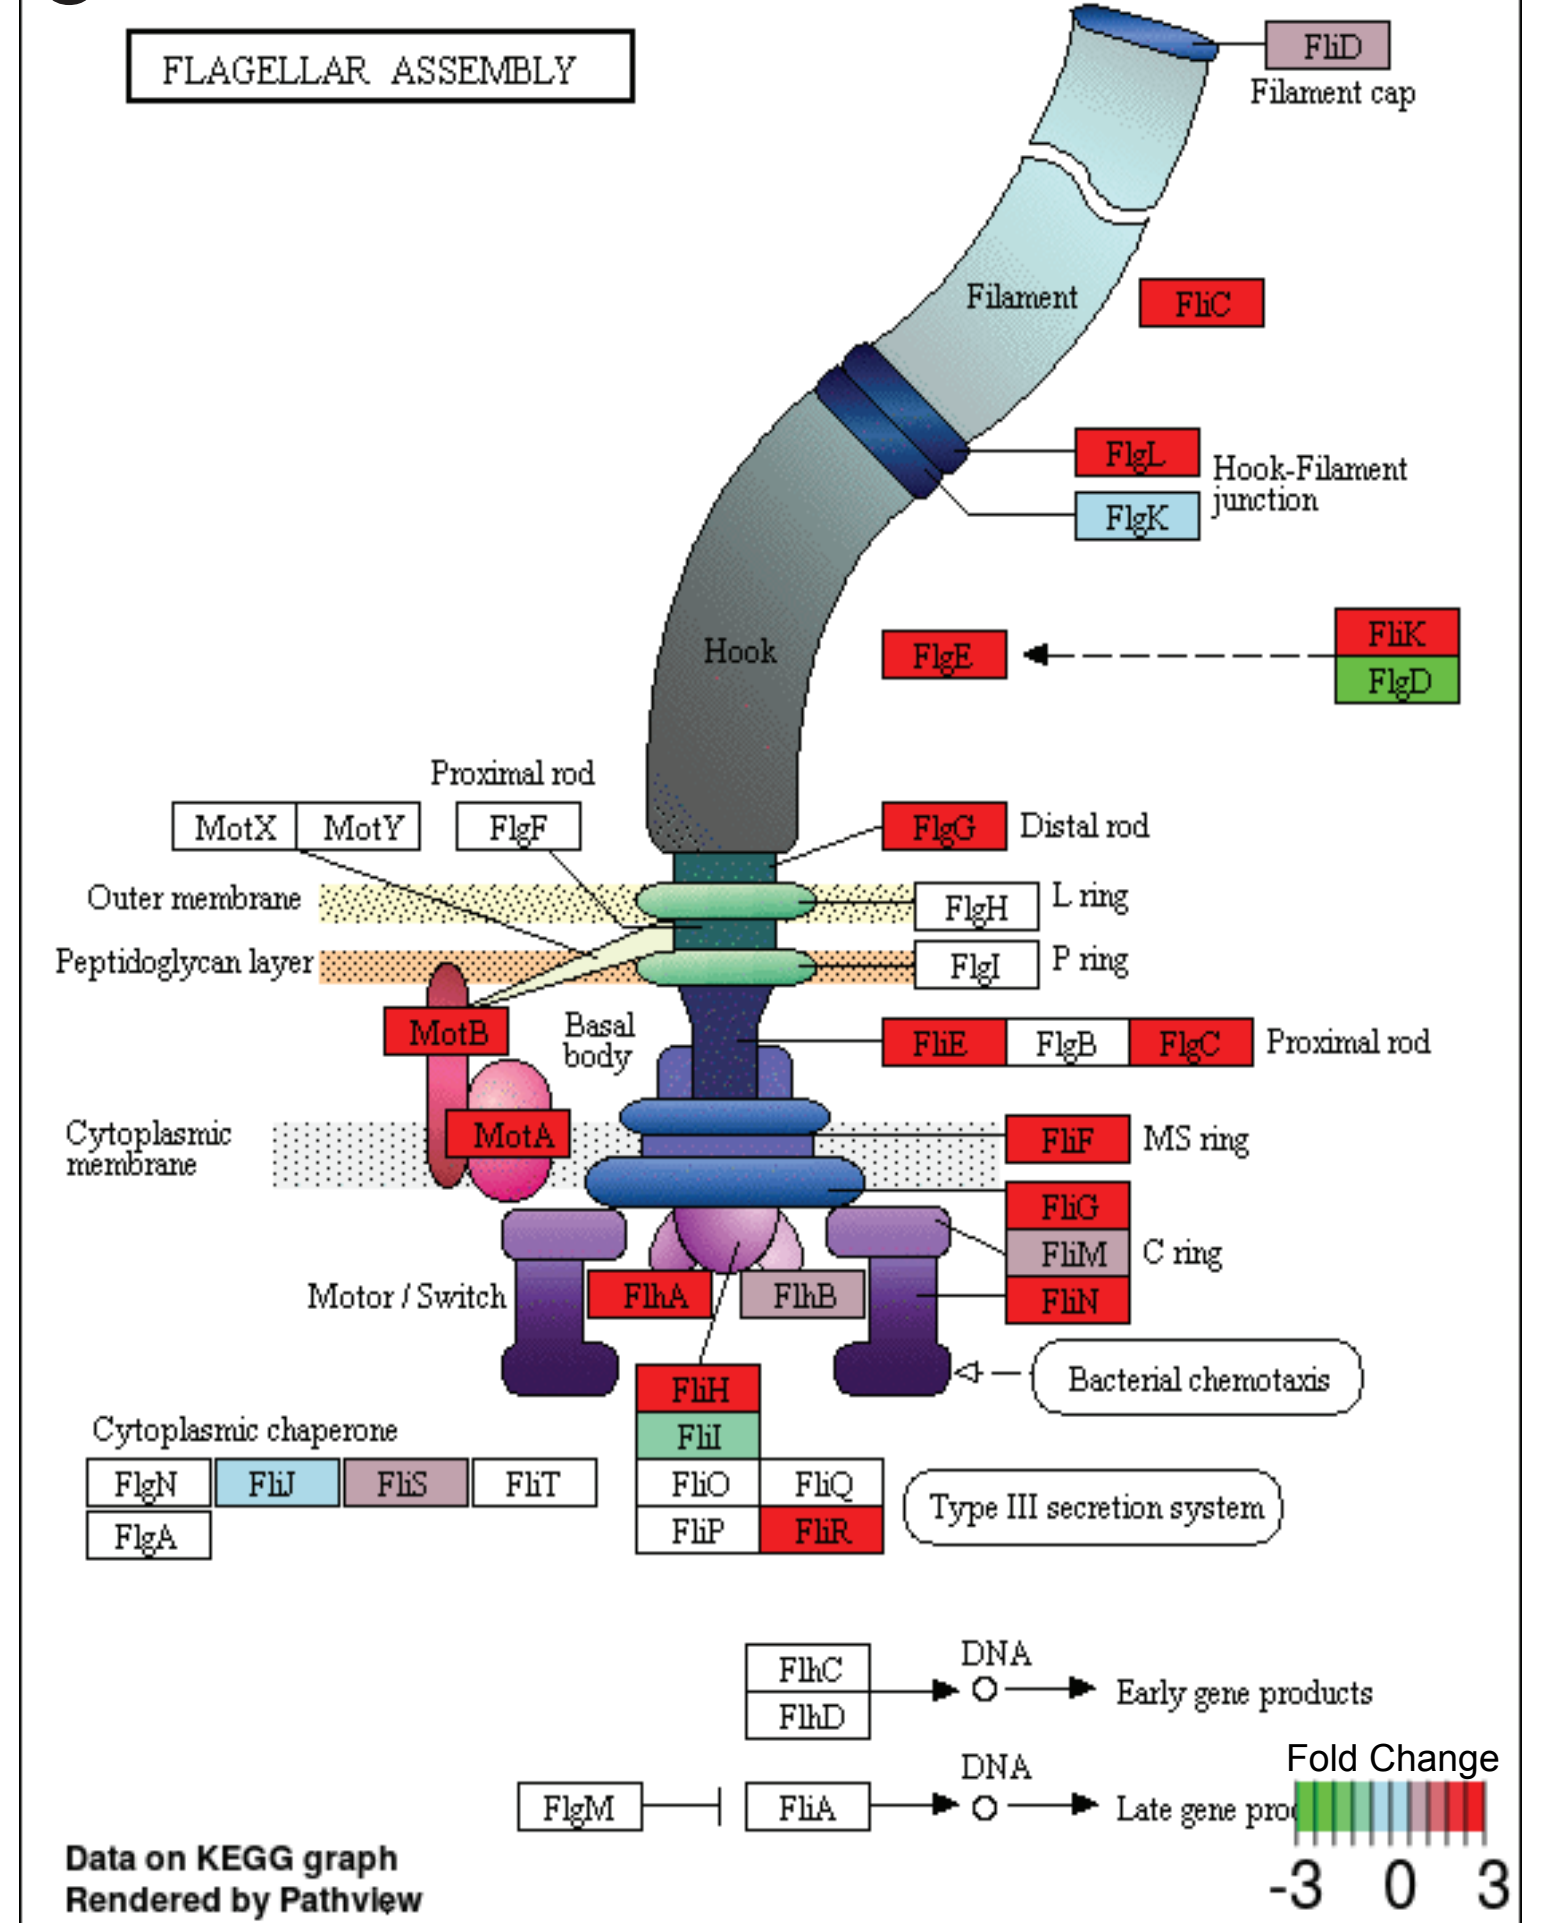 FLAGELLAR ASSEMBLY
FliD
Filament cap
Filament
FliC
FlgL
Hook-Filament
junction
FlgK
Hook
FlgE
FliK
FlgD
Proximal rod
MotX
MotY
FlgF
FlgG
Distal rod
Outer membrane
FlgH
L ring
Peptidoglycan layer
FlgI
P ring
MotB
Basal
body
FliE
FlgB
FlgC
Proximal rod
Cytoplasmic
membrane
MotA
FliF
MS ring
FliG
FliM
C ring
FliN
Motor / Switch
FlhA
FlhB
Bacterial chemotaxis
FliH
FliI
Cytoplasmic chaperone
FlgN
FliJ
FliS
FliT
FliO
FliQ
FlgA
FliP
FliR
Type III secretion system
FlhC
FlhD
DNA
Early gene products
FlgM
FliA
DNA
Late gene proc
Fold Change
-3 0 3
Data on KEGG graph
Rendered by Pathview